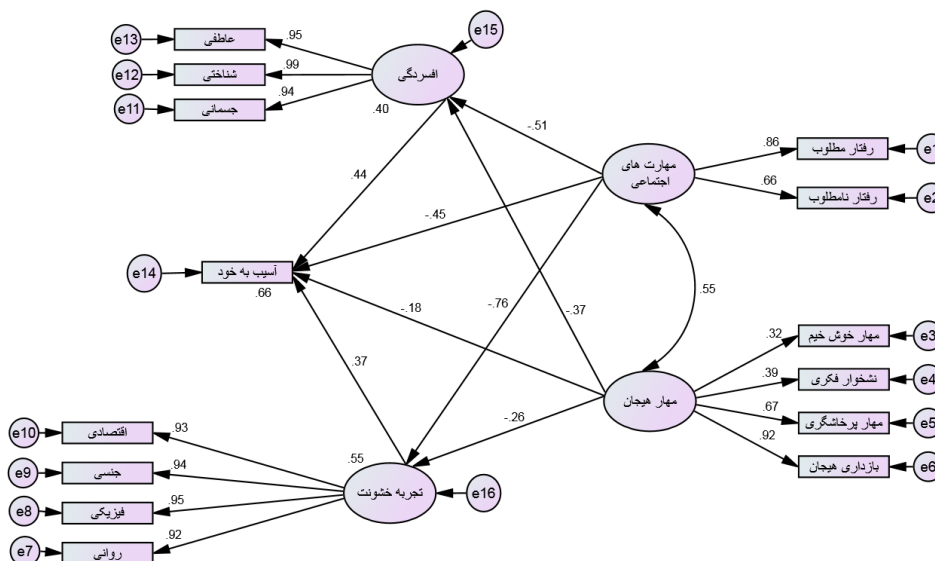 e13
عاطفی
.95
e15
e12
شناختی
.99
افسردگی
e11
جسمانی
.94
.40
-.51
مهارت های
اجتماعی
.86
رفتار مطلوب
e1
.66
رفتار نامطلوب
e2
.44
-.45
e14
آسیب به خود
.66
-.18
-.76
-.37
.55
.37
.32
مهار خوش خیم
e3
.39
نشخوار فکری
e4
مهار هیجان
.67
مهار پرخاشگری
e5
.92
بازداری هیجان
e6
-.26
e10
اقتصادی
.93
e9
جنسی
.94
.55
تجربه خشونت
e16
e8
فیزیکی
.95
e7
روانی
.92